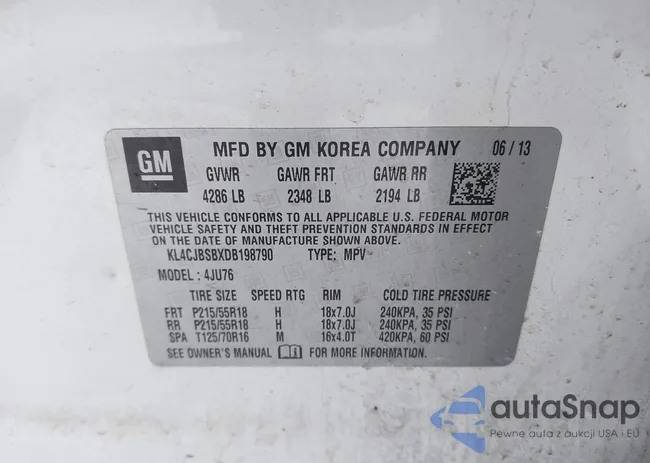 GM
MFD BY GM KOREA COMPANY 06 / 13
GVWR GAWR FRT GAWR RR
4286 LB 2348 LB 2194 LB
THIS VEHICLE CONFORMS TO ALL APPLICABLE U.S. FEDERAL MOTOR
VEHICLE SAFETY AND THEFT PREVENTION STANDARDS IN EFFECT
ON THE DATE OF MANUFACTURE SHOWN ABOVE.
KL4CJBSBXDB198790 TYPE: MPV
MODEL : 4JU76
TIRE SIZE SPEED RTG RIM COLD TIRE PRESSURE
FRT P215/55R18 H 18x7.0J 240KPA, 35 PSI
RR P215/55R18 H 18x7.0J 240KPA, 35 PSI
SPA T125/70R16 M 16x4.0T 420KPA, 60 PSI
SEE OWNER'S MANUAL FOR MORE INFORMATION.
autaSnap
Pewne auta z aukcji USA i EU